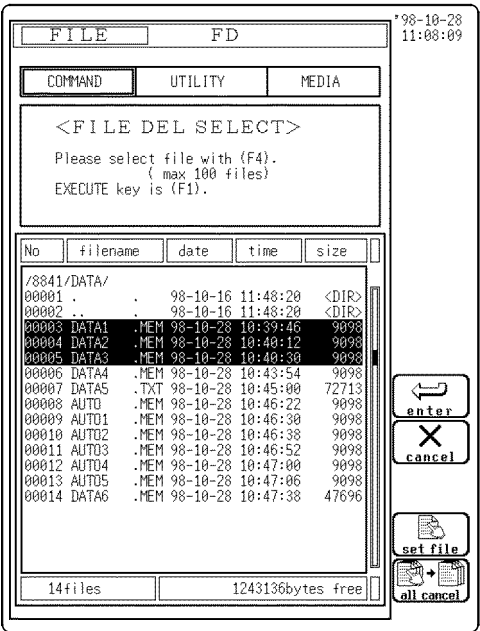 '98-10-28
11:08:09
FILE FD
COMMAND UTILITY MEDIA
<FILE DEL SELECT>
Please select file with (F4).
( max 100 files)
EXECUTE key is (F1).
No filename date time size
/8841/DATA/
00001 . . 98-10-16 11:48:20 <DIR>
00002 .. . 98-10-16 11:48:20 <DIR>
00003 DATA1 .MEM 98-10-28 10:39:46 9098
00004 DATA2 .MEM 98-10-28 10:40:12 9098
00005 DATA3 .MEM 98-10-28 10:40:30 9098
00006 DATA4 .MEM 98-10-28 10:43:54 9098
00007 DATA5 .TXT 98-10-28 10:45:00 72713
00008 AUTO .MEM 98-10-28 10:46:22 9098
00009 AUTO1 .MEM 98-10-28 10:46:30 9098
00010 AUTO2 .MEM 98-10-28 10:46:38 9098
00011 AUTO3 .MEM 98-10-28 10:46:52 9098
00012 AUTO4 .MEM 98-10-28 10:47:00 9098
00013 AUTO5 .MEM 98-10-28 10:47:06 9098
00014 DATA6 .MEM 98-10-28 10:47:38 47696
enter
cancel
set file
all cancel
14files 1243136bytes free